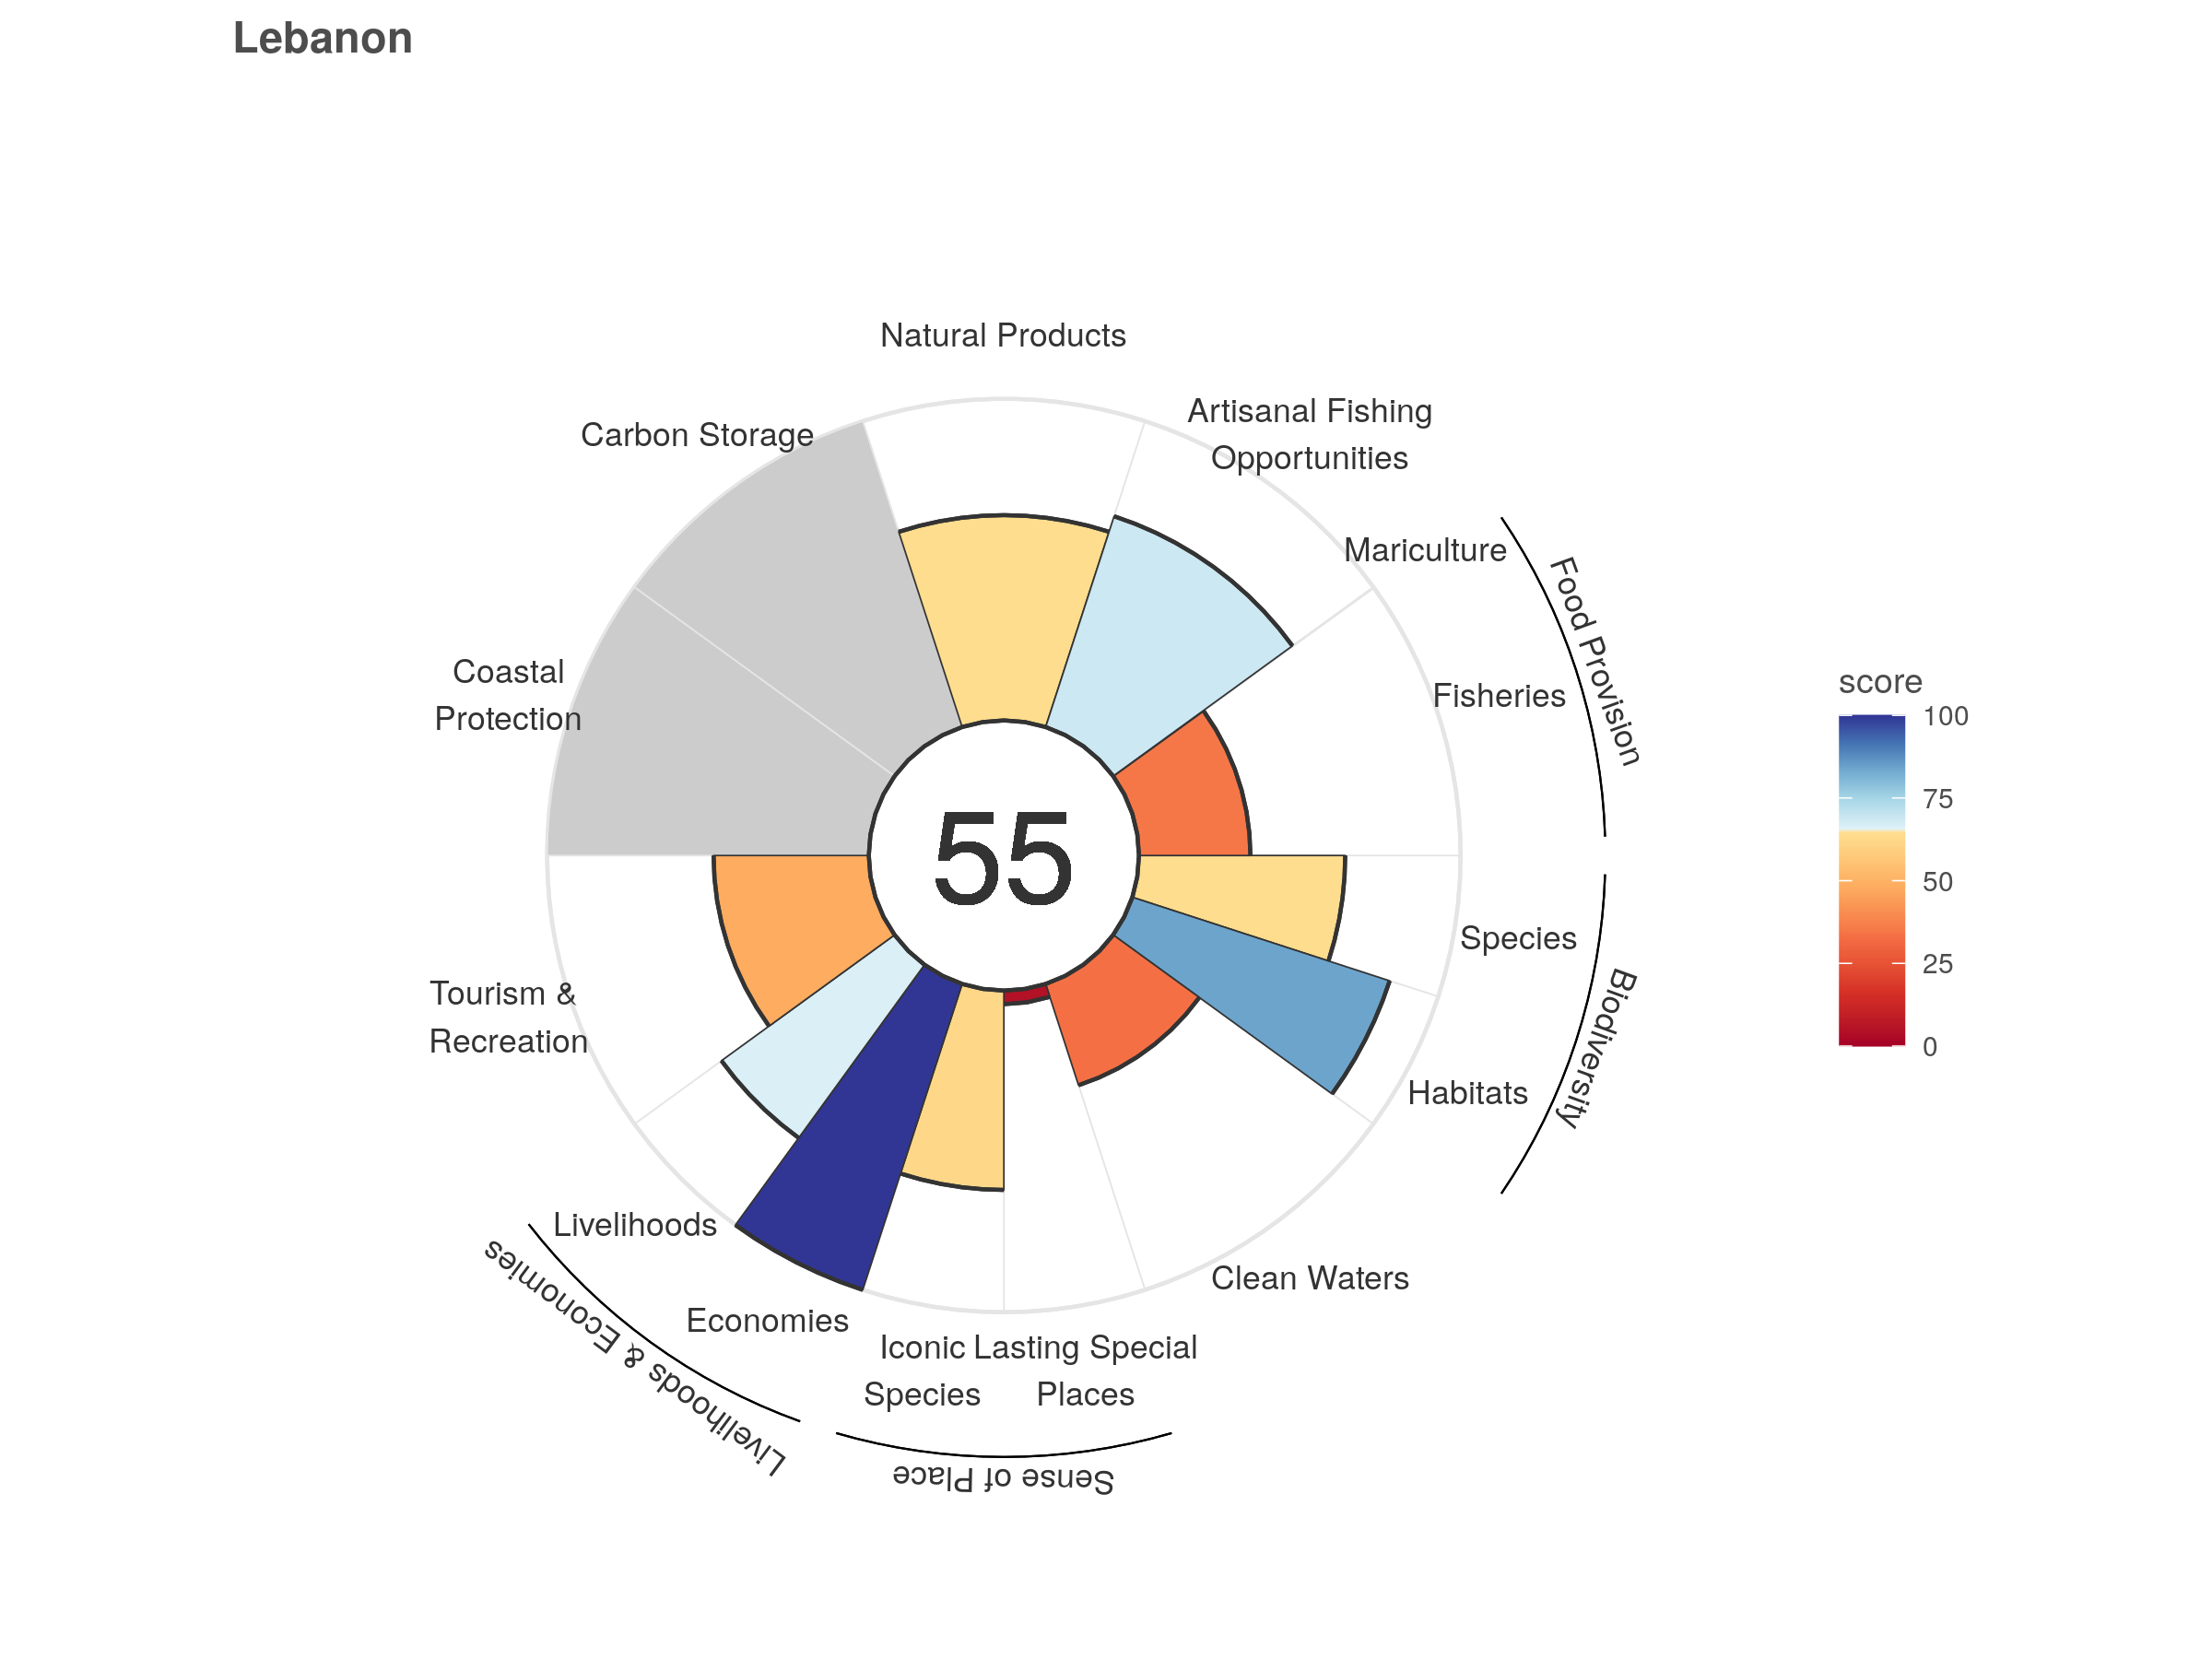 Lebanon
Natural Products
Artisanal Fishing
Opportunities
Carbon Storage
Mariculture
Food Provision
Fisheries
Coastal
Protection
score
100
75
50
25
0
55
Species
Biodiversity
Habitats
Tourism &
Recreation
Livelihoods
Clean Waters
Economies
Livelihoods & Economies
Iconic
Species
Lasting Special
Places
Sense of Place